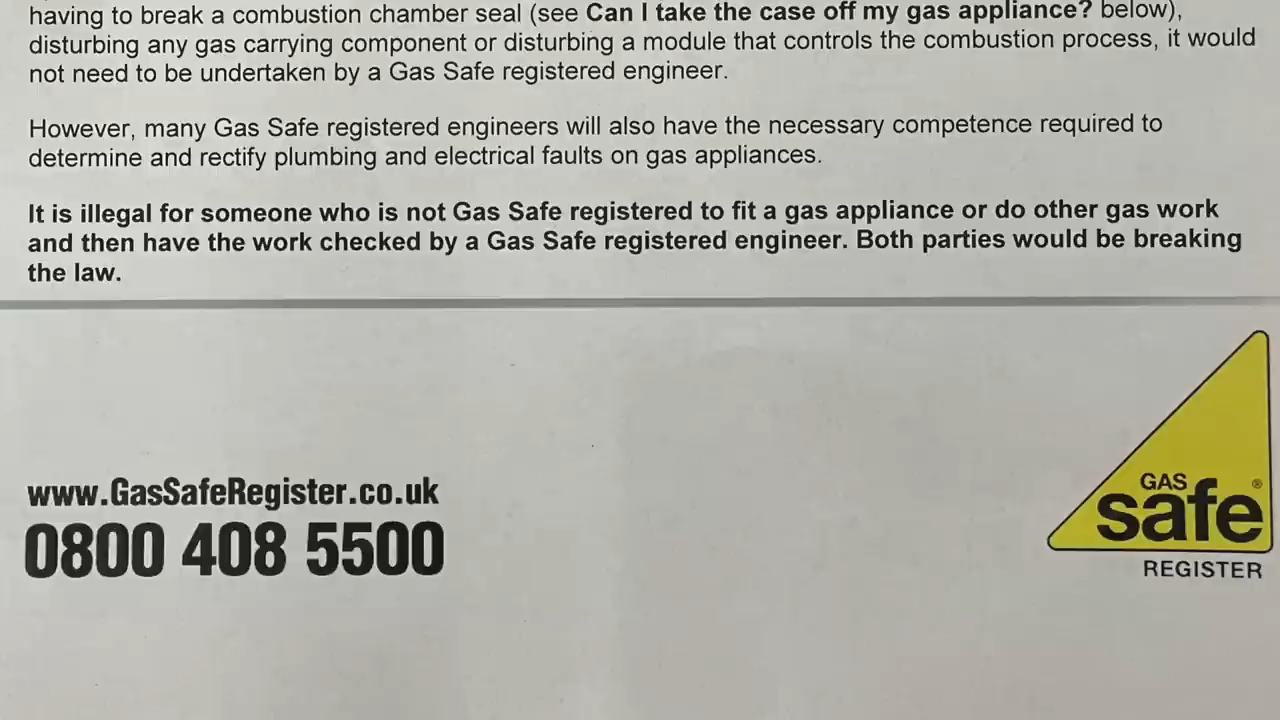 having to break a combustion chamber seal (see Can I take the case off my gas appliance? below),
disturbing any gas carrying component or disturbing a module that controls the combustion process, it would
not need to be undertaken by a Gas Safe registered engineer.
However, many Gas Safe registered engineers will also have the necessary competence required to
determine and rectify plumbing and electrical faults on gas appliances.
It is illegal for someone who is not Gas Safe registered to fit a gas appliance or do other gas work
and then have the work checked by a Gas Safe registered engineer. Both parties would be breaking
the law.
www.GasSafeRegister.co.uk
0800 408 5500
GAS
safe®
REGISTER